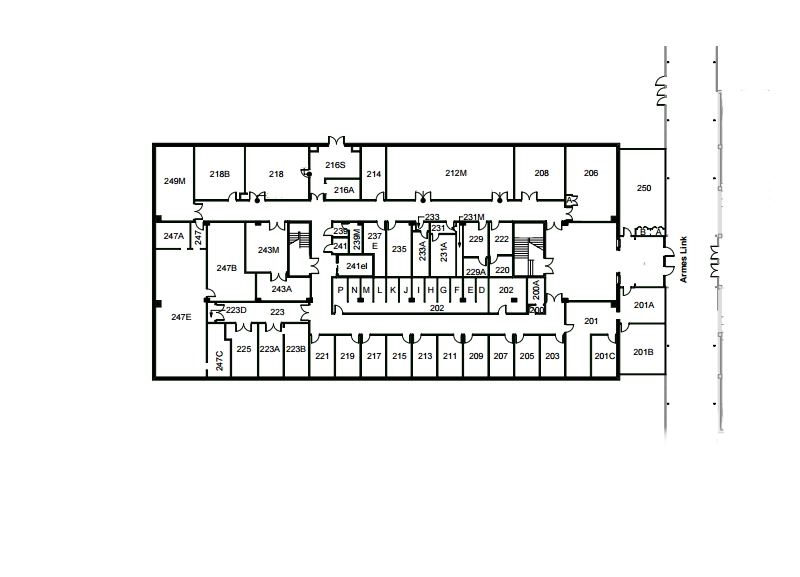 216S
249M
218B
218
214
212M
208
206
216A
250
A
B A
233
231M
247A
247
239
239M
237
E
231
243M
241
235
233A
231A
229
222
Armes Link
247B
241el
229A
220
243A
P N M L K J I H G F E D
202
200A
201A
247E
223D
223
202
200
201
247C
225
223A
223B
221
219
217
215
213
211
209
207
205
203
201C
201B